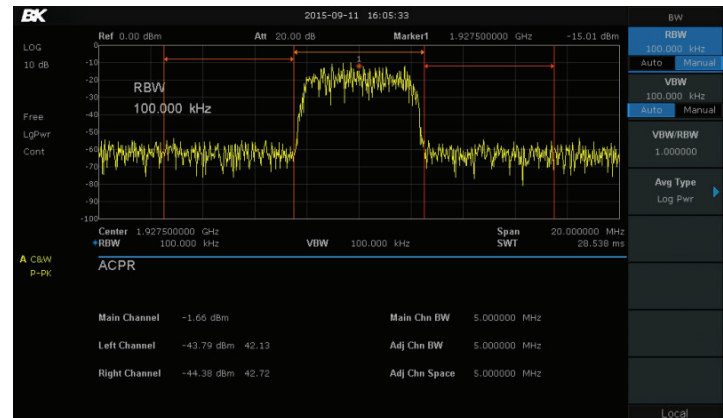 BK 2015-09-11 16:05:33 BW
Ref 0.00 dBm Att 20.00 dB Marker1 1.927500000 GHz -15.01 dBm
LOG
10 dB
Free
LgPwr
Cont
A C&W
P-PK
0
-10
-20
-30
-40
-50
-60
-70
-80
-90
-100
1
RBW
100.000 kHz
Center 1.927500000 GHz Span 20.000000 MHz
*RBW 100.000 kHz VBW 100.000 kHz SWT 28.538 ms
ACPR
Main Channel -1.66 dBm Main Chn BW 5.000000 MHz
Left Channel -43.79 dBm 42.13 Adj Chn BW 5.000000 MHz
Right Channel -44.38 dBm 42.72 Adj Chn Space 5.000000 MHz
RBW
100.000 kHz
Auto Manual
VBW
100.000 kHz
Auto Manual
VBW/RBW
1.000000
Avg Type
Log Pwr
Local